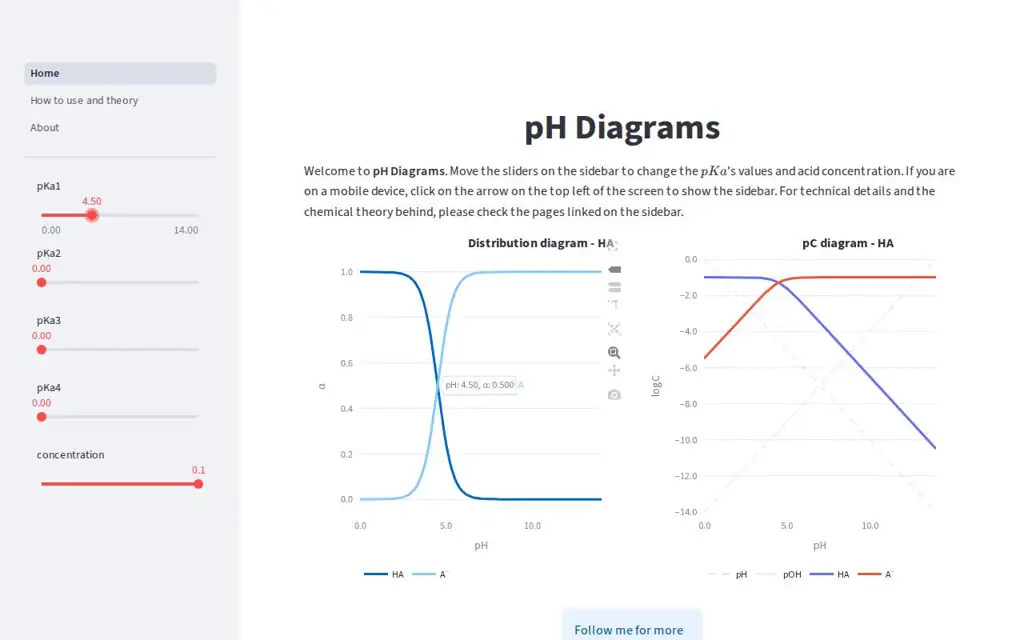 Home
How to use and theory
About
pKa1
4.50
0.00 14.00
pKa2
0.00
pKa3
0.00
pKa4
0.00
concentration
0.1
pH Diagrams
Welcome to pH Diagrams. Move the sliders on the sidebar to change the pKa's values and acid concentration. If you are
on a mobile device, click on the arrow on the top left of the screen to show the sidebar. For technical details and the
chemical theory behind, please check the pages linked on the sidebar.
Distribution diagram - HA
1.0
0.8
0.6
0.4
0.2
0.0
α
pH: 4.50, α: 0.500 A
0.0 5.0 10.0
pH
HA A⁻
pC diagram - HA
0.0
−2.0
−4.0
−6.0
−8.0
−10.0
−12.0
−14.0
logC
0.0 5.0 10.0
pH
pH pOH HA A⁻
Follow me for more